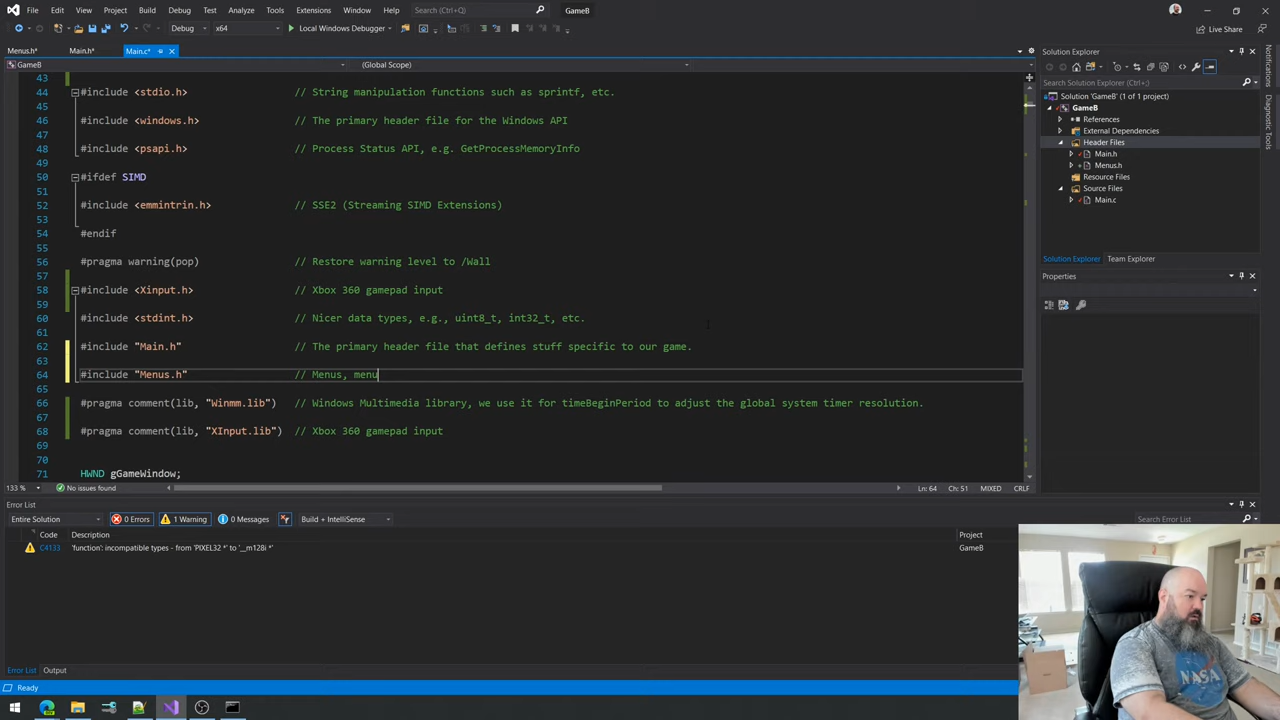 File Edit View Git Project Build Debug Test Analyze Tools Extensions Window Help Search (Ctrl+Q) GameB
Debug x64 Local Windows Debugger Live Share
Menus.h* Main.h* Main.c*
GameB (Global Scope)
43
44 #include <stdio.h> // String manipulation functions such as sprintf, etc.
45
46 #include <windows.h> // The primary header file for the Windows API
47
48 #include <psapi.h> // Process Status API, e.g. GetProcessMemoryInfo
49
50 #ifdef SIMD
51
52 #include <emmintrin.h> // SSE2 (Streaming SIMD Extensions)
53
54 #endif
55
56 #pragma warning(pop) // Restore warning level to /Wall
57
58 #include <Xinput.h> // Xbox 360 gamepad input
59
60 #include <stdint.h> // Nicer data types, e.g., uint8_t, int32_t, etc.
61
62 #include "Main.h" // The primary header file that defines stuff specific to our game.
63
64 #include "Menus.h" // Menus, menu
65
66 #pragma comment(lib, "Winmm.lib") // Windows Multimedia library, we use it for timeBeginPeriod to adjust the global system timer resolution.
67
68 #pragma comment(lib, "XInput.lib") // Xbox 360 gamepad input
69
70
71 HWND gGameWindow;
133 % No issues found Ln: 64 Ch: 51 MIXED CRLF
Solution Explorer
Search Solution Explorer (Ctrl+;)
Solution 'GameB' (1 of 1 project)
GameB
References
External Dependencies
Header Files
Main.h
Menus.h
Resource Files
Source Files
Main.c
Solution Explorer Team Explorer
Properties
Notifications
Diagnostic Tools
Error List
Entire Solution 0 Errors 1 Warning 0 Messages Build + IntelliSense Search Error List
Code Description Project
C4133 'function': incompatible types - from 'PIXEL32 *' to '__m128i *' GameB
Error List Output
Ready
NASA